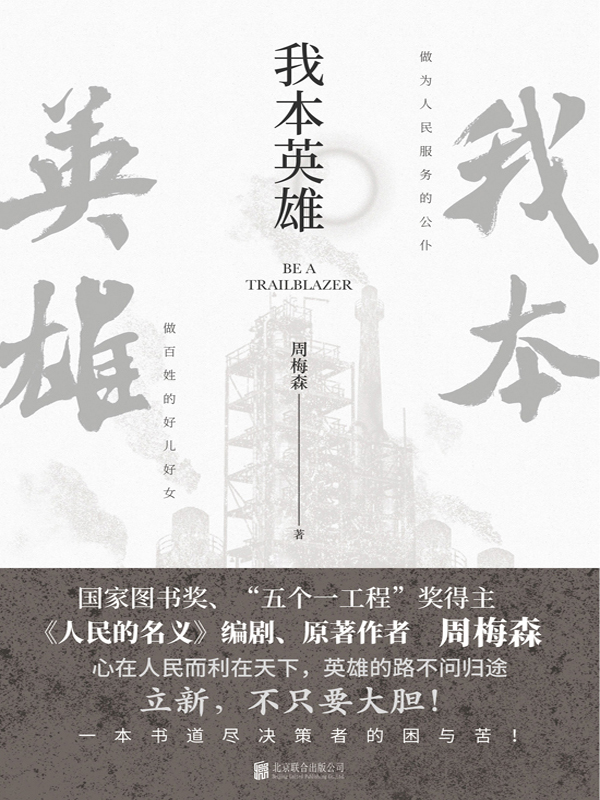 我本英雄
BE A
TRAILBLAZER
周梅森
著
我本
英雄
做为人民服务的公仆
做百姓的好儿好女
国家图书奖、“五个一工程”奖得主
《人民的名义》编剧、原著作者 周梅森
心在人民而利在天下，英雄的路不问归途
立新，不只要大胆！
一本书道尽决策者的困与苦！
北京联合出版公司
Beijing United Publishing Co.,Ltd.